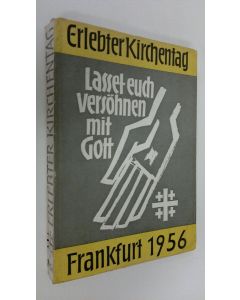 Erlebter Kirchentag
Lasset euch
versöhnen
mit
Gott
Frankfurt 1956
ERLEBTER KIRCHENTAG